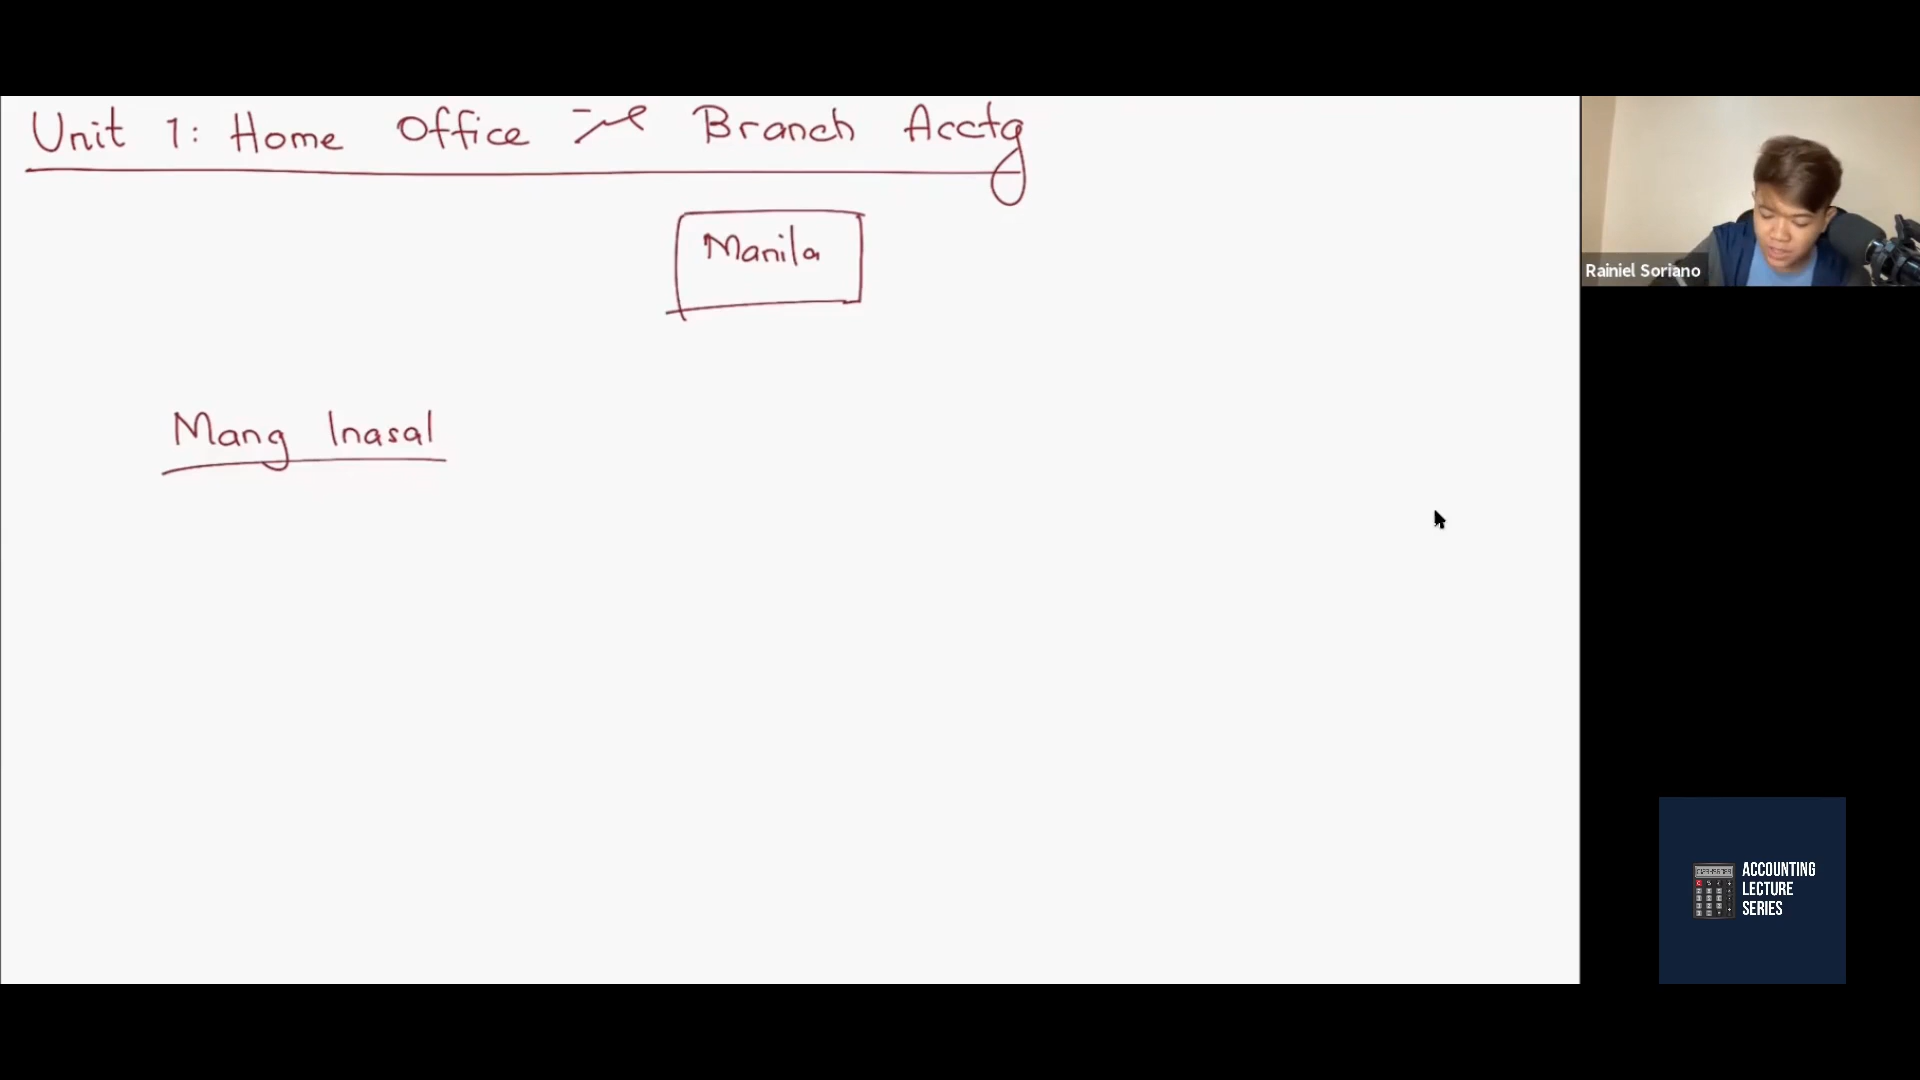 Unit 1: Home Office Branch Acctg
Manila
Mang Inasal
Rainiel Soriano
ACCOUNTING
LECTURE
SERIES